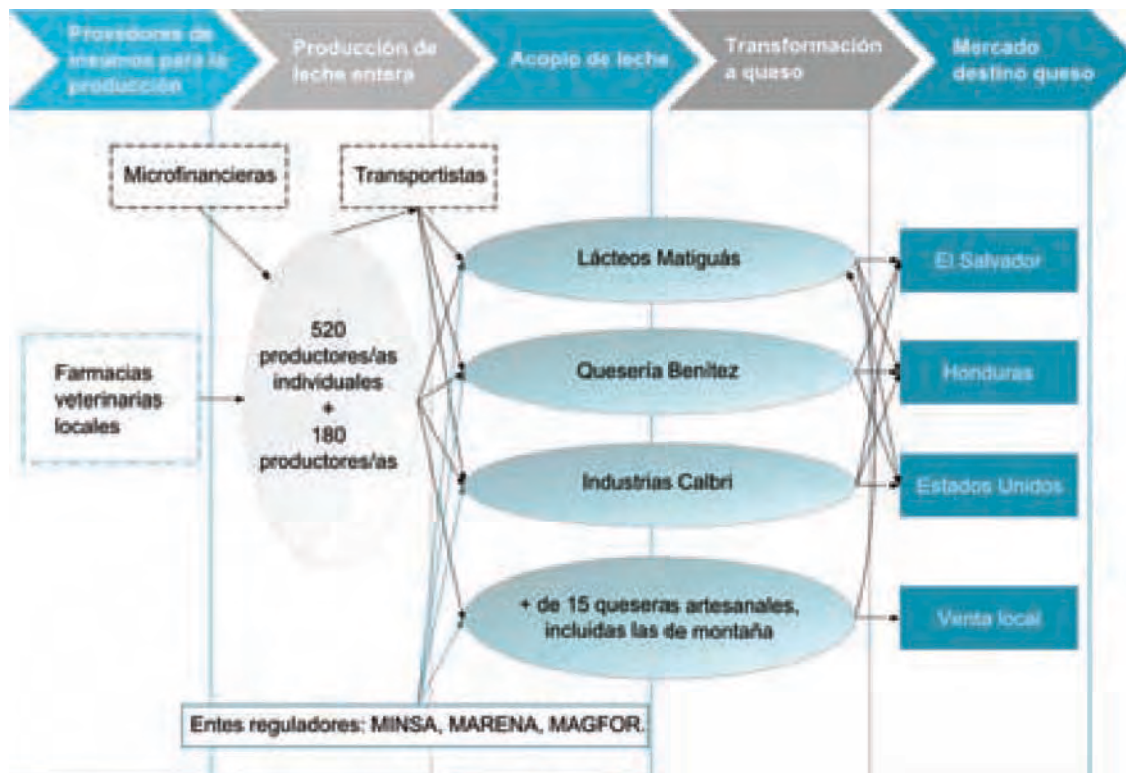 Proveedores de
insumos para la
producción
Producción de
leche entera
Acopio de leche
Transformación
a queso
Mercado
destino queso
Microfinancieras
Transportistas
Farmacias
veterinarias
locales
520
productores/as
individuales
+
180
productores/as
Lácteos Matiguás
Quesería Benítez
Industrias Calbri
+ de 15 queseras artesanales,
incluidas las de montaña
El Salvador
Honduras
Estados Unidos
Venta local
Entes reguladores: MINSA, MARENA, MAGFOR.